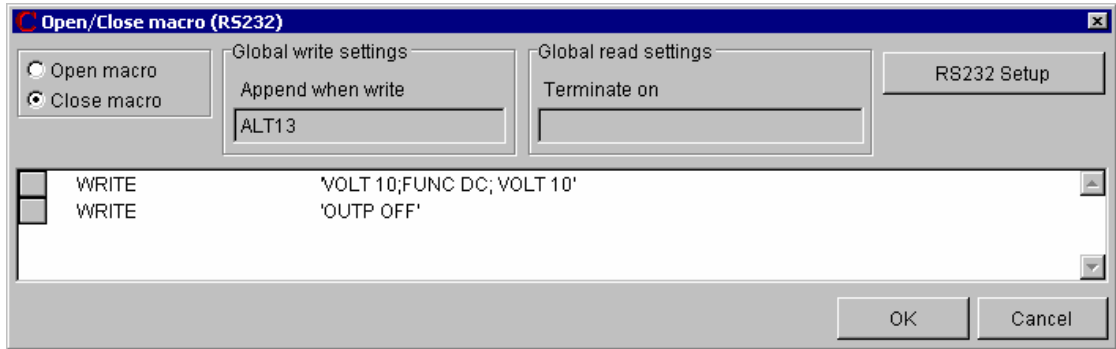 Open/Close macro (RS232)
Open macro
Close macro
Global write settings
Append when write
ALT13
Global read settings
Terminate on
RS232 Setup
WRITE 'VOLT 10;FUNC DC; VOLT 10'
WRITE 'OUTP OFF'
OK
Cancel